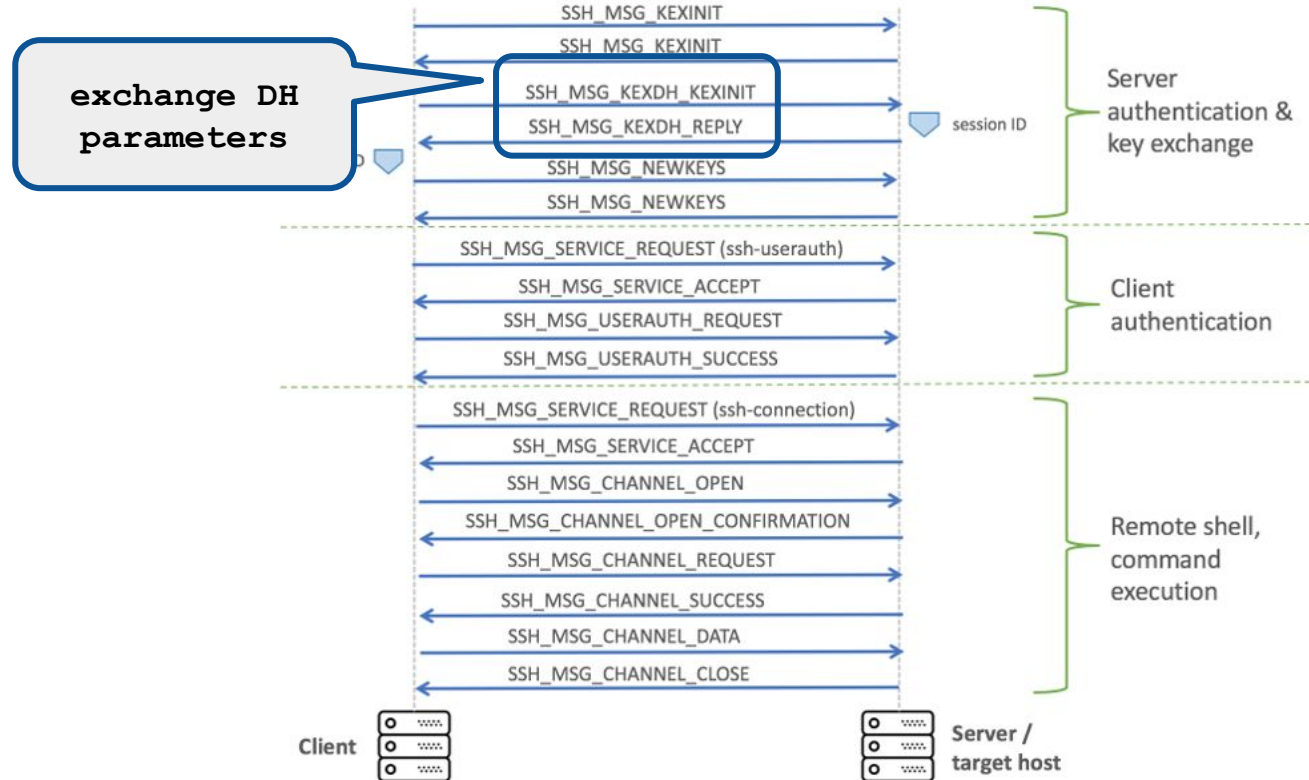 SSH_MSG_KEXINIT
SSH_MSG_KEXINIT
exchange DH
parameters
SSH_MSG_KEXDH_KEXINIT
SSH_MSG_KEXDH_REPLY
session ID
SSH_MSG_NEWKEYS
SSH_MSG_NEWKEYS
Server
authentication &
key exchange
SSH_MSG_SERVICE_REQUEST (ssh-userauth)
SSH_MSG_SERVICE_ACCEPT
SSH_MSG_USERAUTH_REQUEST
SSH_MSG_USERAUTH_SUCCESS
Client
authentication
SSH_MSG_SERVICE_REQUEST (ssh-connection)
SSH_MSG_SERVICE_ACCEPT
SSH_MSG_CHANNEL_OPEN
SSH_MSG_CHANNEL_OPEN_CONFIRMATION
SSH_MSG_CHANNEL_REQUEST
SSH_MSG_CHANNEL_SUCCESS
SSH_MSG_CHANNEL_DATA
SSH_MSG_CHANNEL_CLOSE
Remote shell,
command
execution
Client
Server /
target host